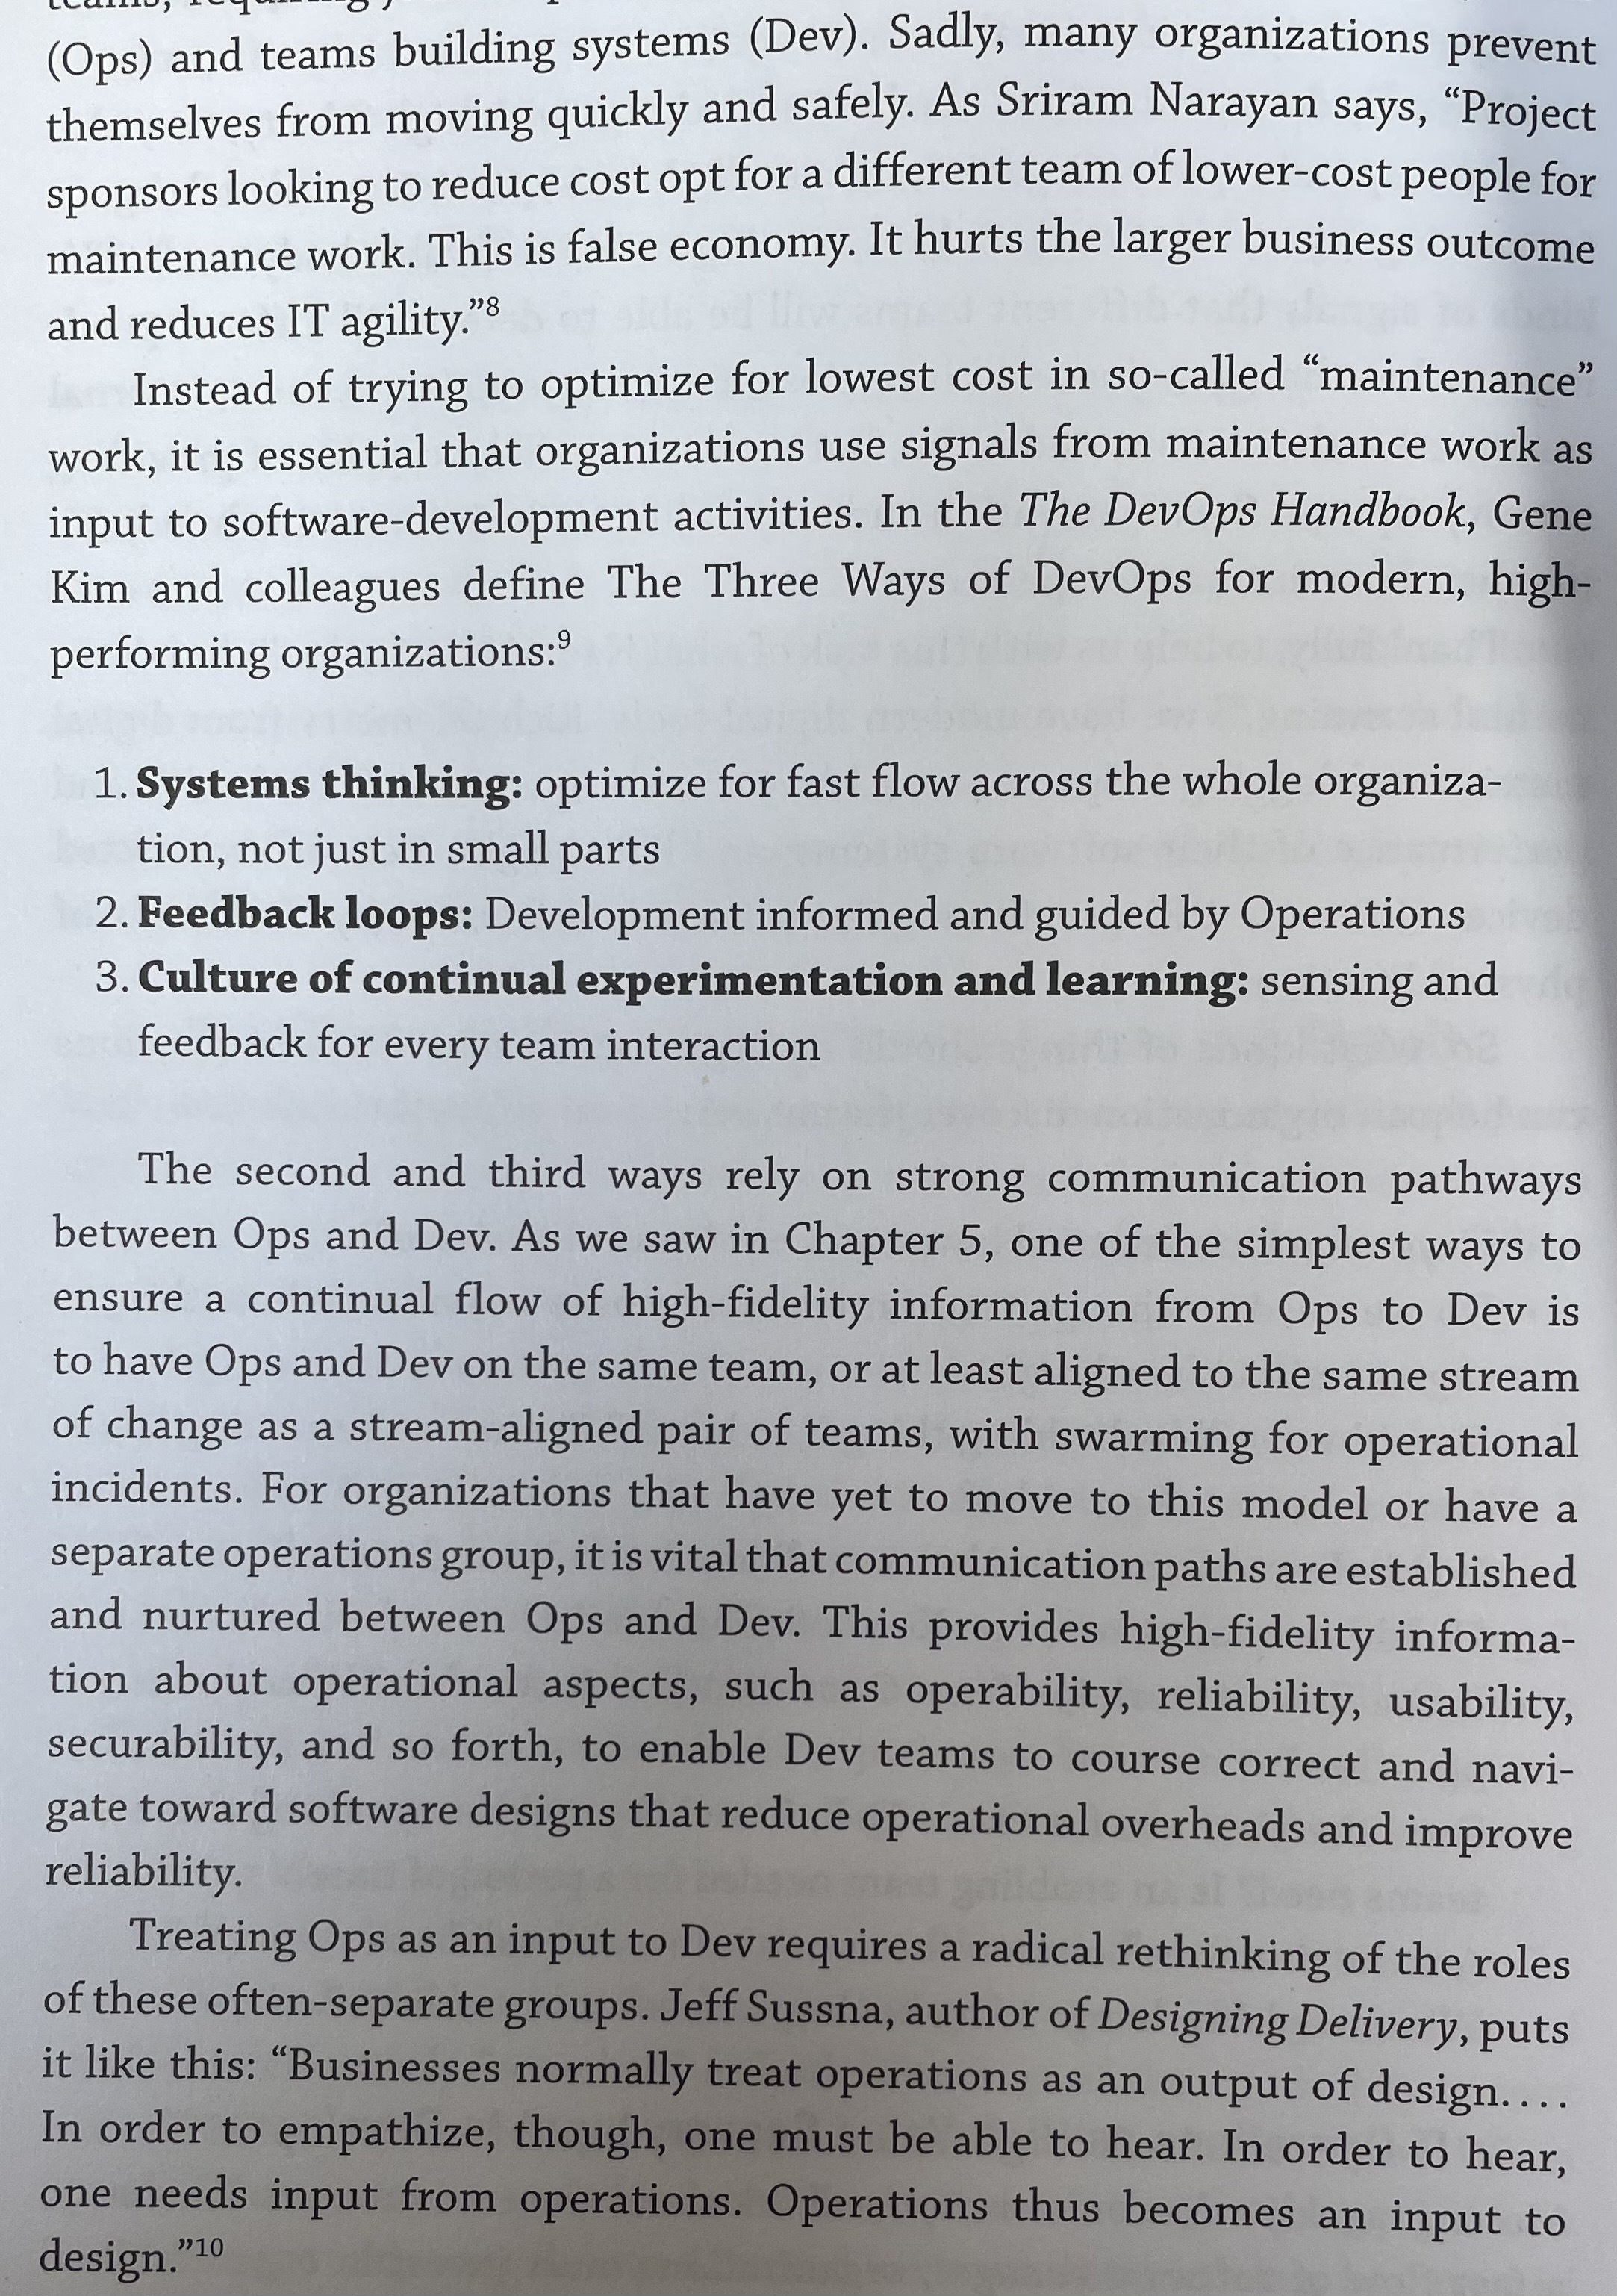 (Ops) and teams building systems (Dev). Sadly, many organizations prevent
themselves from moving quickly and safely. As Sriram Narayan says, “Project
sponsors looking to reduce cost opt for a different team of lower-cost people for
maintenance work. This is false economy. It hurts the larger business outcome
and reduces IT agility.”8
Instead of trying to optimize for lowest cost in so-called “maintenance”
work, it is essential that organizations use signals from maintenance work as
input to software-development activities. In the The DevOps Handbook, Gene
Kim and colleagues define The Three Ways of DevOps for modern, high-
performing organizations:9
1. Systems thinking: optimize for fast flow across the whole organiza-
tion, not just in small parts
2. Feedback loops: Development informed and guided by Operations
3. Culture of continual experimentation and learning: sensing and
feedback for every team interaction
The second and third ways rely on strong communication pathways
between Ops and Dev. As we saw in Chapter 5, one of the simplest ways to
ensure a continual flow of high-fidelity information from Ops to Dev is
to have Ops and Dev on the same team, or at least aligned to the same stream
of change as a stream-aligned pair of teams, with swarming for operational
incidents. For organizations that have yet to move to this model or have a
separate operations group, it is vital that communication paths are established
and nurtured between Ops and Dev. This provides high-fidelity informa-
tion about operational aspects, such as operability, reliability, usability,
securability, and so forth, to enable Dev teams to course correct and navi-
gate toward software designs that reduce operational overheads and improve
reliability.
Treating Ops as an input to Dev requires a radical rethinking of the roles
of these often-separate groups. Jeff Sussna, author of Designing Delivery, puts
it like this: “Businesses normally treat operations as an output of design. . . .
In order to empathize, though, one must be able to hear. In order to hear,
one needs input from operations. Operations thus becomes an input to
design.”10